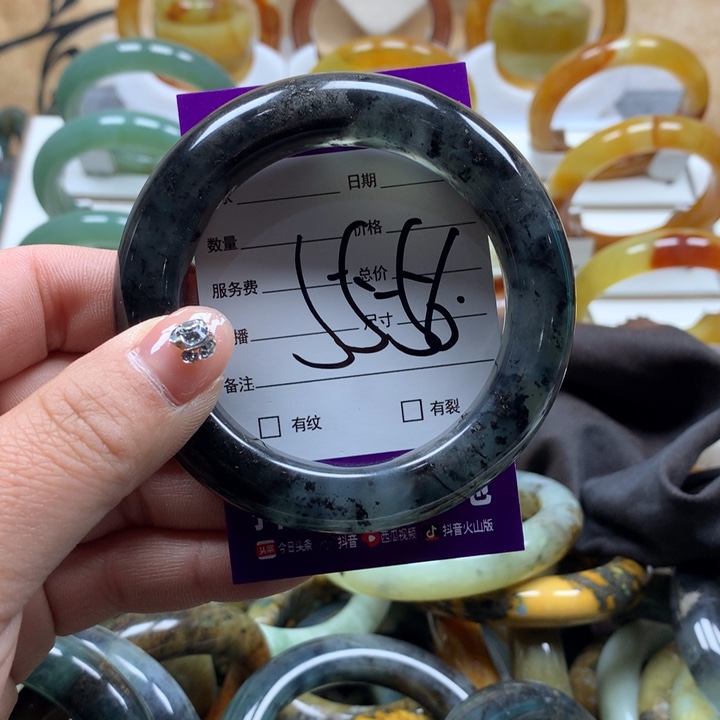 日期
数量 价格
服务费 总价
播 尺寸
备注
□ 有纹 □ 有裂
今日头条 抖音 西瓜视频 抖音火山版